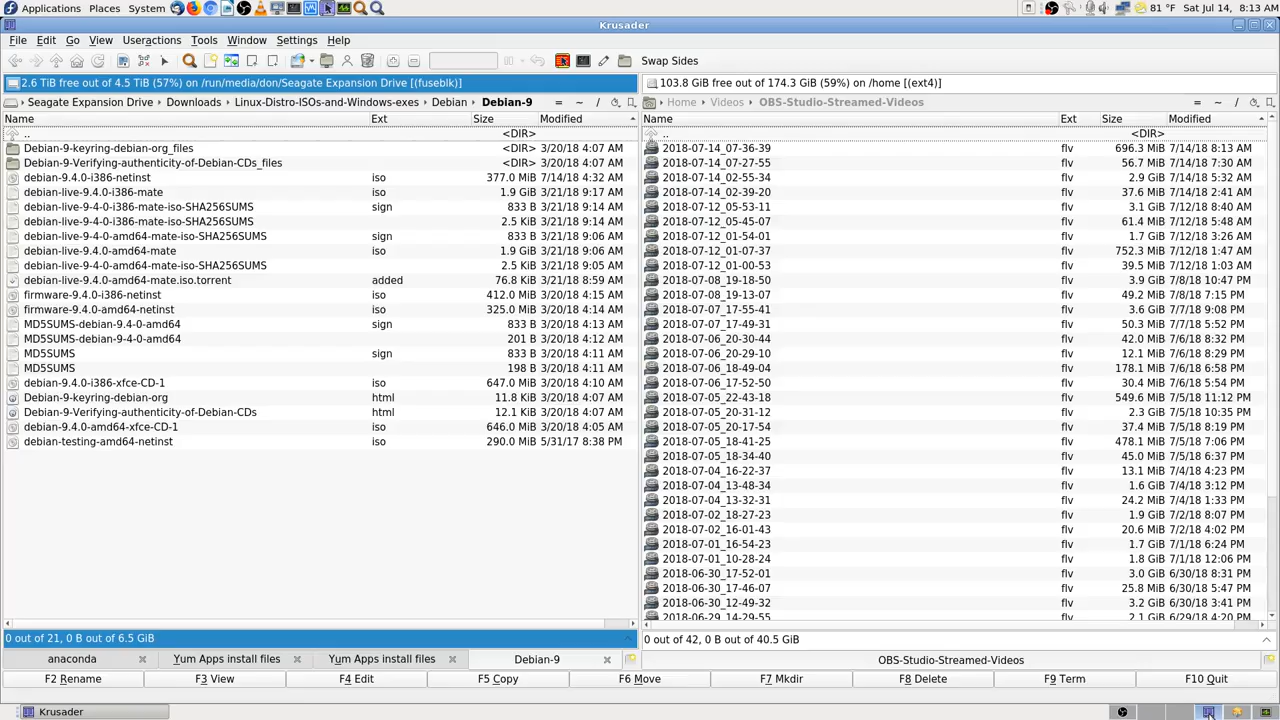 Applications Places System 81 °F Sat Jul 14, 8:13 AM
Krusader
File Edit Go View Useractions Tools Window Settings Help
Swap Sides
2.6 TiB free out of 4.5 TiB (57%) on /run/media/don/Seagate Expansion Drive [(fuseblk)]
Seagate Expansion Drive > Downloads > Linux-Distro-ISOs-and-Windows-exes > Debian > Debian-9 = ~ /
Name Ext Size Modified
.. <DIR>
Debian-9-keyring-debian-org_files <DIR> 3/20/18 4:07 AM
Debian-9-Verifying-authenticity-of-Debian-CDs_files <DIR> 3/20/18 4:07 AM
debian-9.4.0-i386-netinst iso 377.0 MiB 7/14/18 4:32 AM
debian-live-9.4.0-i386-mate iso 1.9 GiB 3/21/18 9:17 AM
debian-live-9.4-0-i386-mate-iso-SHA256SUMS sign 833 B 3/21/18 9:14 AM
debian-live-9-4-0-i386-mate-iso-SHA256SUMS 2.5 KiB 3/21/18 9:14 AM
debian-live-9-4-0-amd64-mate-iso-SHA256SUMS sign 833 B 3/21/18 9:06 AM
debian-live-9.4.0-amd64-mate iso 1.9 GiB 3/21/18 9:06 AM
debian-live-9-4-0-amd64-mate-iso-SHA256SUMS 2.5 KiB 3/21/18 9:05 AM
debian-live-9.4.0-amd64-mate.iso.torrent added 76.8 KiB 3/21/18 8:59 AM
firmware-9.4.0-i386-netinst iso 412.0 MiB 3/20/18 4:15 AM
firmware-9.4.0-amd64-netinst iso 325.0 MiB 3/20/18 4:14 AM
MD5SUMS-debian-9.4-0-amd64 sign 833 B 3/20/18 4:13 AM
MD5SUMS-debian-9-4-0-amd64 201 B 3/20/18 4:12 AM
MD5SUMS sign 833 B 3/20/18 4:11 AM
MD5SUMS 198 B 3/20/18 4:11 AM
debian-9.4.0-i386-xfce-CD-1 iso 647.0 MiB 3/20/18 4:10 AM
Debian-9-keyring-debian-org html 11.8 KiB 3/20/18 4:07 AM
Debian-9-Verifying-authenticity-of-Debian-CDs html 12.1 KiB 3/20/18 4:07 AM
debian-9.4.0-amd64-xfce-CD-1 iso 646.0 MiB 3/20/18 4:05 AM
debian-testing-amd64-netinst iso 290.0 MiB 5/31/17 8:38 PM
0 out of 21, 0 B out of 6.5 GiB
anaconda Yum Apps install files Yum Apps install files Debian-9
103.8 GiB free out of 174.3 GiB (59%) on /home [(ext4)]
Home > Videos > OBS-Studio-Streamed-Videos = ~ /
Name Ext Size Modified
.. <DIR>
2018-07-14_07-36-39 flv 696.3 MiB 7/14/18 8:13 AM
2018-07-14_07-27-55 flv 56.7 MiB 7/14/18 7:30 AM
2018-07-14_02-55-34 flv 2.9 GiB 7/14/18 5:32 AM
2018-07-14_02-39-20 flv 37.6 MiB 7/14/18 2:41 AM
2018-07-12_05-53-11 flv 3.1 GiB 7/12/18 8:40 AM
2018-07-12_05-45-07 flv 61.4 MiB 7/12/18 5:48 AM
2018-07-12_01-54-01 flv 1.7 GiB 7/12/18 3:26 AM
2018-07-12_01-07-37 flv 752.3 MiB 7/12/18 1:47 AM
2018-07-12_01-00-53 flv 39.5 MiB 7/12/18 1:03 AM
2018-07-08_19-18-50 flv 3.9 GiB 7/8/18 10:47 PM
2018-07-08_19-13-07 flv 49.2 MiB 7/8/18 7:15 PM
2018-07-07_17-55-41 flv 3.6 GiB 7/7/18 9:08 PM
2018-07-07_17-49-31 flv 50.3 MiB 7/7/18 5:52 PM
2018-07-06_20-30-44 flv 42.0 MiB 7/6/18 8:32 PM
2018-07-06_20-29-10 flv 12.1 MiB 7/6/18 8:29 PM
2018-07-06_18-49-04 flv 178.1 MiB 7/6/18 6:58 PM
2018-07-06_17-52-50 flv 30.4 MiB 7/6/18 5:54 PM
2018-07-05_22-43-18 flv 549.6 MiB 7/5/18 11:12 PM
2018-07-05_20-31-12 flv 2.3 GiB 7/5/18 10:35 PM
2018-07-05_20-17-54 flv 37.4 MiB 7/5/18 8:19 PM
2018-07-05_18-41-25 flv 478.1 MiB 7/5/18 7:06 PM
2018-07-05_18-34-40 flv 45.0 MiB 7/5/18 6:37 PM
2018-07-04_16-22-37 flv 13.1 MiB 7/4/18 4:23 PM
2018-07-04_13-48-34 flv 1.6 GiB 7/4/18 3:12 PM
2018-07-04_13-32-31 flv 24.2 MiB 7/4/18 1:33 PM
2018-07-02_18-27-23 flv 1.9 GiB 7/2/18 8:07 PM
2018-07-02_16-01-43 flv 20.6 MiB 7/2/18 4:02 PM
2018-07-01_16-54-23 flv 1.7 GiB 7/1/18 6:24 PM
2018-07-01_10-28-24 flv 1.8 GiB 7/1/18 12:06 PM
2018-06-30_17-52-01 flv 3.0 GiB 6/30/18 8:31 PM
2018-06-30_17-46-07 flv 25.8 MiB 6/30/18 5:47 PM
2018-06-30_12-49-32 flv 3.2 GiB 6/30/18 3:41 PM
2018-06-29_14-29-55 flv 2.1 GiB 6/29/18 4:20 PM
0 out of 42, 0 B out of 40.5 GiB
OBS-Studio-Streamed-Videos
F2 Rename F3 View F4 Edit F5 Copy F6 Move F7 Mkdir F8 Delete F9 Term F10 Quit
Krusader